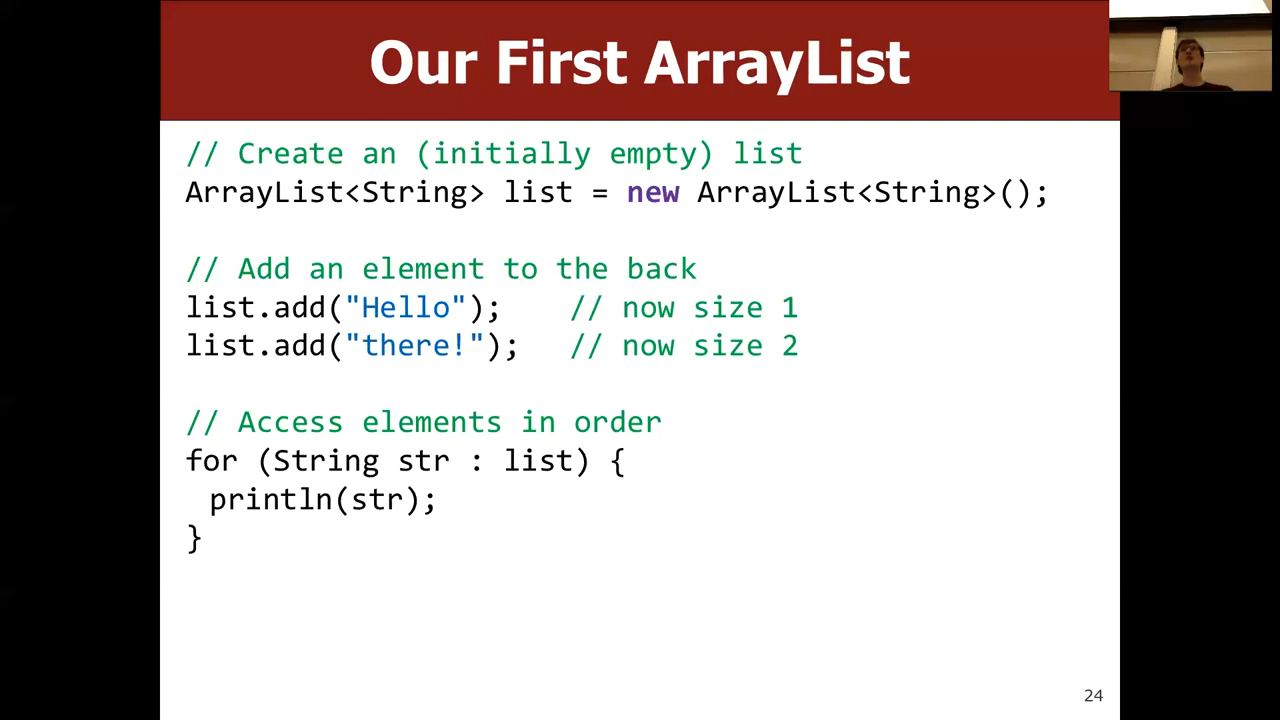 Our First ArrayList
// Create an (initially empty) list
ArrayList<String> list = new ArrayList<String>();
// Add an element to the back
list.add("Hello");    // now size 1
list.add("there!");   // now size 2
// Access elements in order
for (String str : list) {
 println(str);
}
24